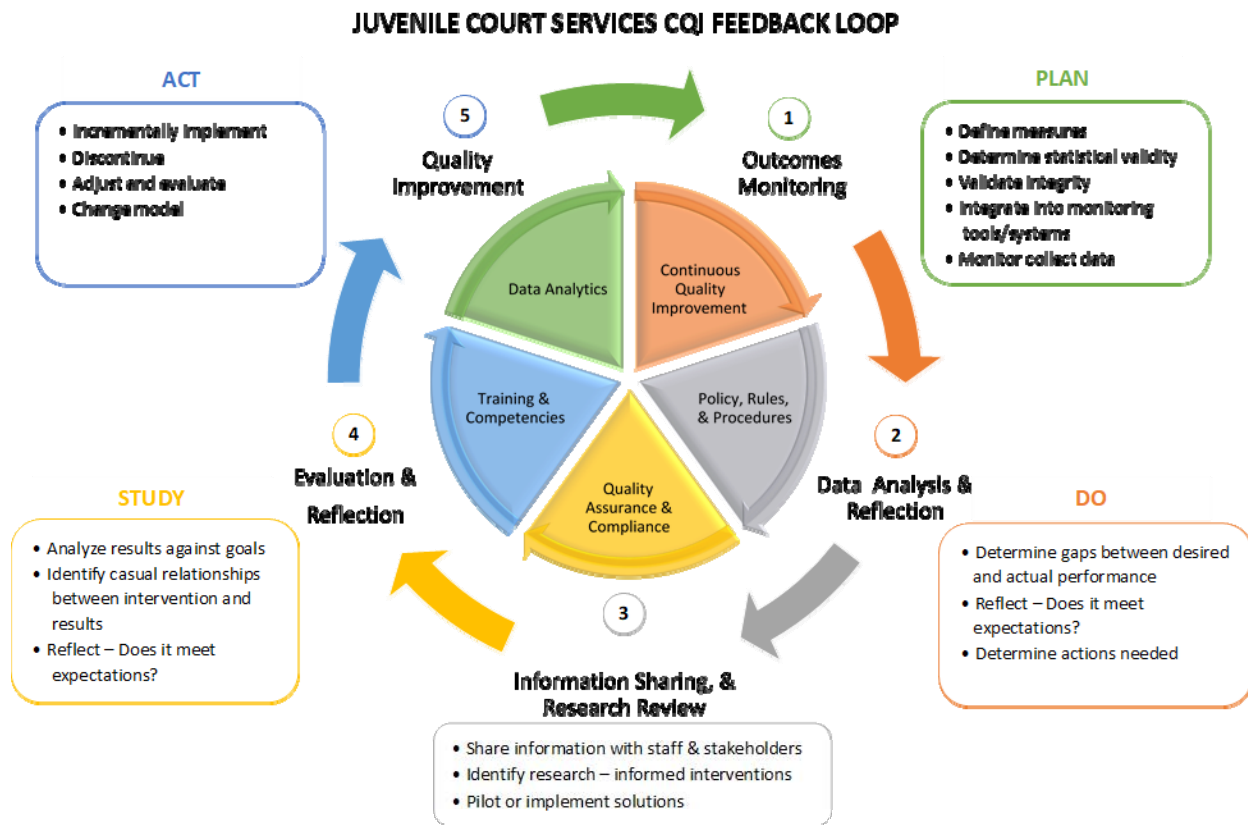 JUVENILE COURT SERVICES CQI FEEDBACK LOOP
ACT
• Incrementally Implement
• Discontinue
• Adjust and evaluate
• Change model
5
Quality
Improvement
1
Outcomes
Monitoring
PLAN
• Define measures
• Determine statistical validity
• Validate integrity
• Integrate into monitoring
tools/systems
• Monitor collect data
Data Analytics
Continuous
Quality
Improvement
Training &
Competencies
Policy, Rules,
& Procedures
Quality
Assurance &
Compliance
4
Evaluation &
Reflection
2
Data Analysis &
Reflection
STUDY
• Analyze results against goals
• Identify casual relationships
between intervention and
results
• Reflect – Does it meet
expectations?
DO
• Determine gaps between desired
and actual performance
• Reflect – Does it meet
expectations?
• Determine actions needed
3
Information Sharing, &
Research Review
• Share information with staff & stakeholders
• Identify research – informed interventions
• Pilot or implement solutions